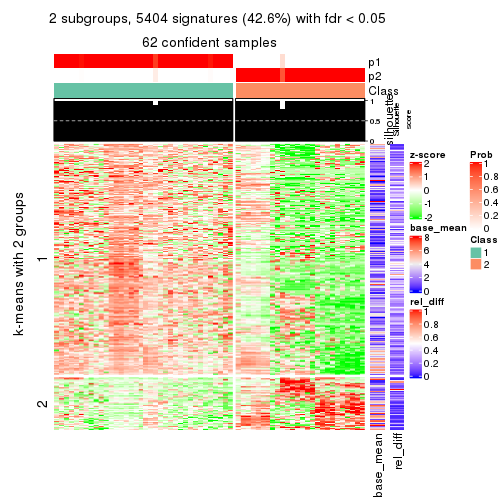 2 subgroups, 5404 signatures (42.6%) with fdr < 0.05
62 confident samples
p1
p2
Class
1
0.5
0
silhouette
Silhouette
score
k-means with 2 groups
1
2
base_mean
rel_diff
z-score
2
1
0
-1
-2
base_mean
8
6
4
2
0
rel_diff
1
0.8
0.6
0.4
0.2
0
Prob
1
0.8
0.6
0.4
0.2
0
Class
1
2